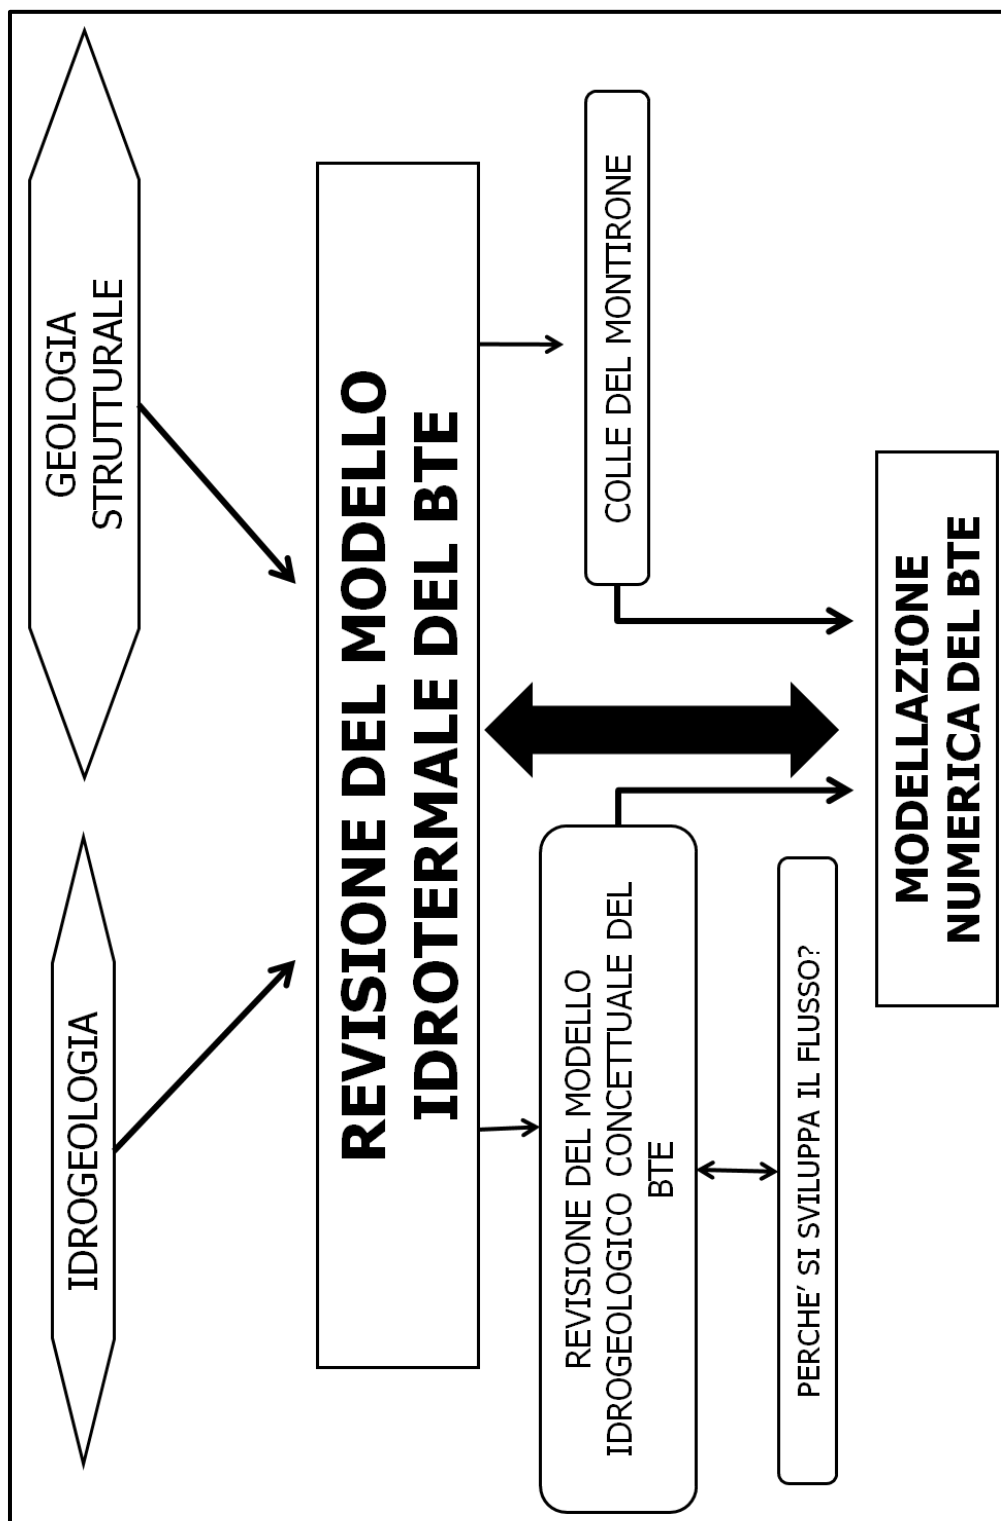 IDROGEOLOGIA
GEOLOGIA
STRUTTURALE
REVISIONE DEL MODELLO
IDROTERMALE DEL BTE
REVISIONE DEL MODELLO
IDROGEOLOGICO CONCETTUALE DEL
BTE
COLLE DEL MONTIRONE
PERCHE’ SI SVILUPPA IL FLUSSO?
MODELLAZIONE
NUMERICA DEL BTE